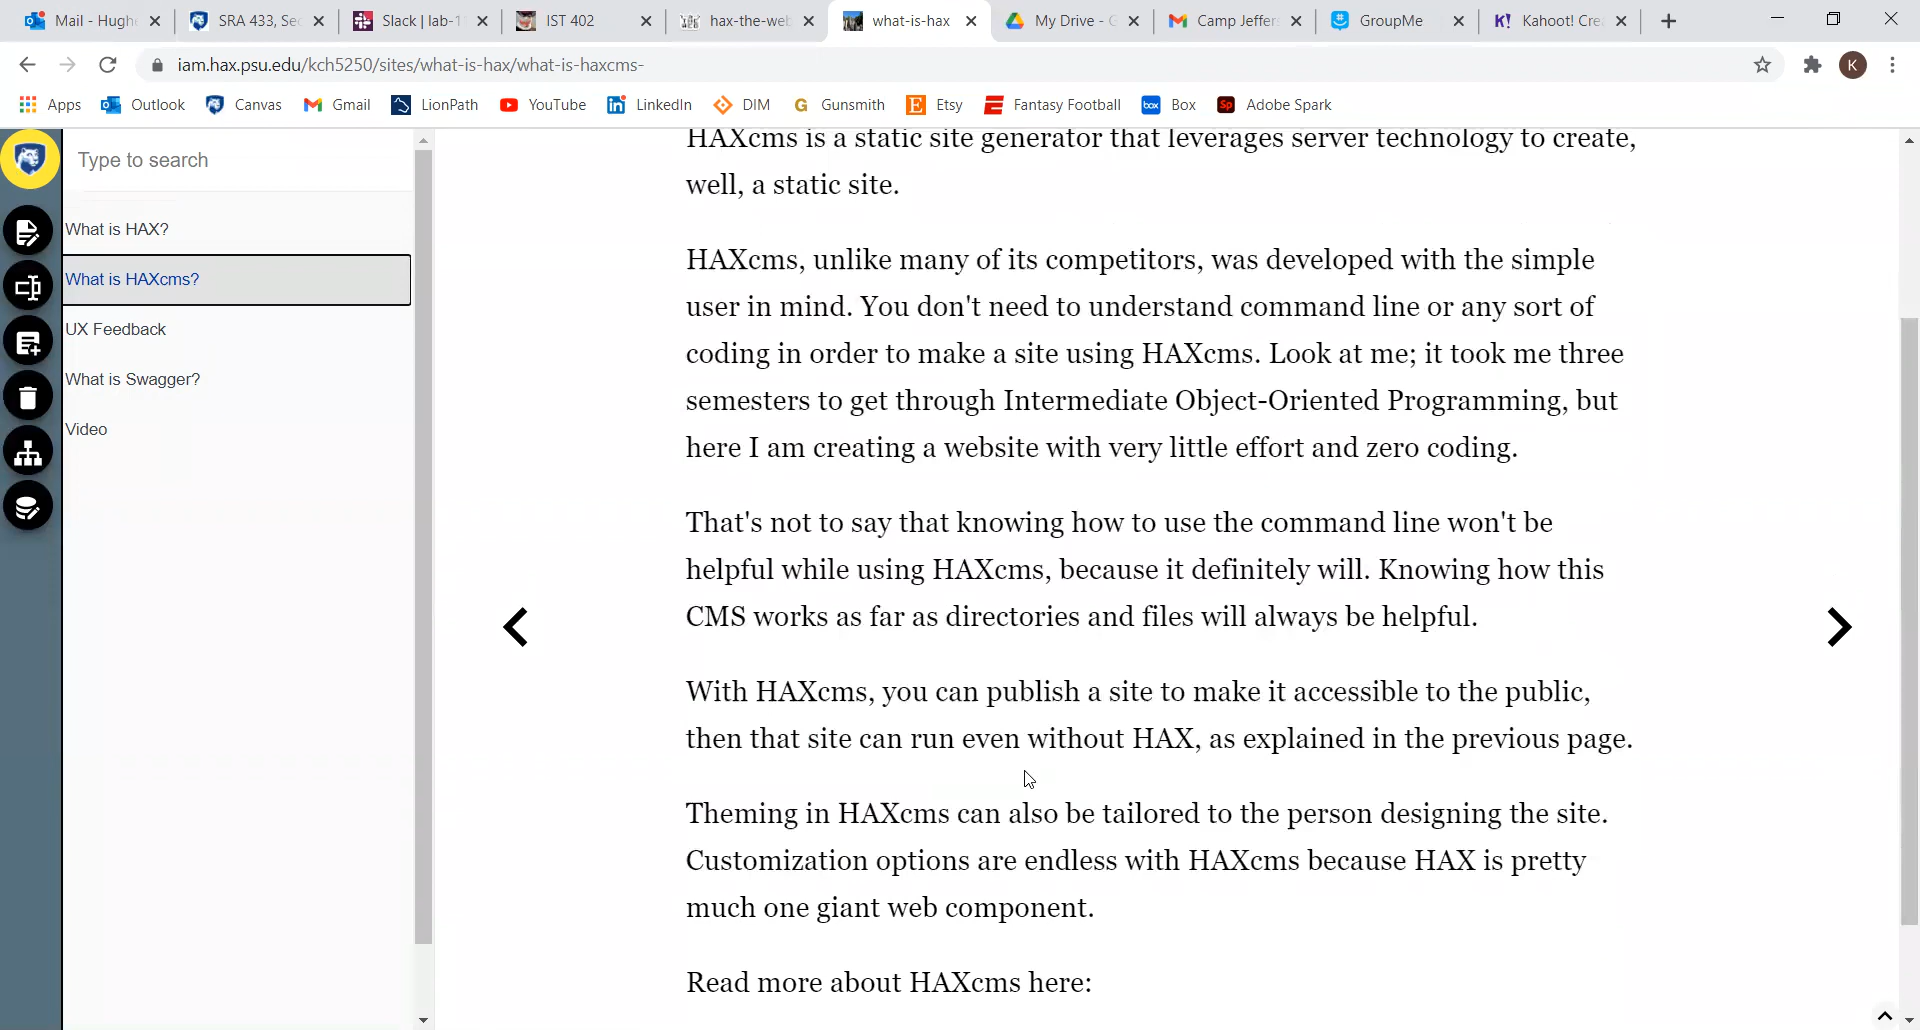 Mail - Hugh
SRA 433, Sec
Slack | lab-1
IST 402
hax-the-web
what-is-hax
My Drive - G
Camp Jeffer
GroupMe
Kahoot! Cre
iam.hax.psu.edu/kch5250/sites/what-is-hax/what-is-haxcms-
K
Apps
Outlook
Canvas
Gmail
LionPath
YouTube
LinkedIn
DIM
G Gunsmith
Etsy
Fantasy Football
box Box
Sp Adobe Spark
Type to search
What is HAX?
What is HAXcms?
UX Feedback
What is Swagger?
Video
HAXcms is a static site generator that leverages server technology to create,
well, a static site.
HAXcms, unlike many of its competitors, was developed with the simple
user in mind. You don't need to understand command line or any sort of
coding in order to make a site using HAXcms. Look at me; it took me three
semesters to get through Intermediate Object-Oriented Programming, but
here I am creating a website with very little effort and zero coding.
That's not to say that knowing how to use the command line won't be
helpful while using HAXcms, because it definitely will. Knowing how this
CMS works as far as directories and files will always be helpful.
With HAXcms, you can publish a site to make it accessible to the public,
then that site can run even without HAX, as explained in the previous page.
Theming in HAXcms can also be tailored to the person designing the site.
Customization options are endless with HAXcms because HAX is pretty
much one giant web component.
Read more about HAXcms here: